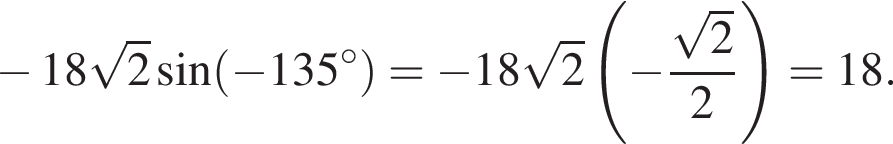 − 18√2 sin(−135°) = −18√2 (−√2/2) = 18.